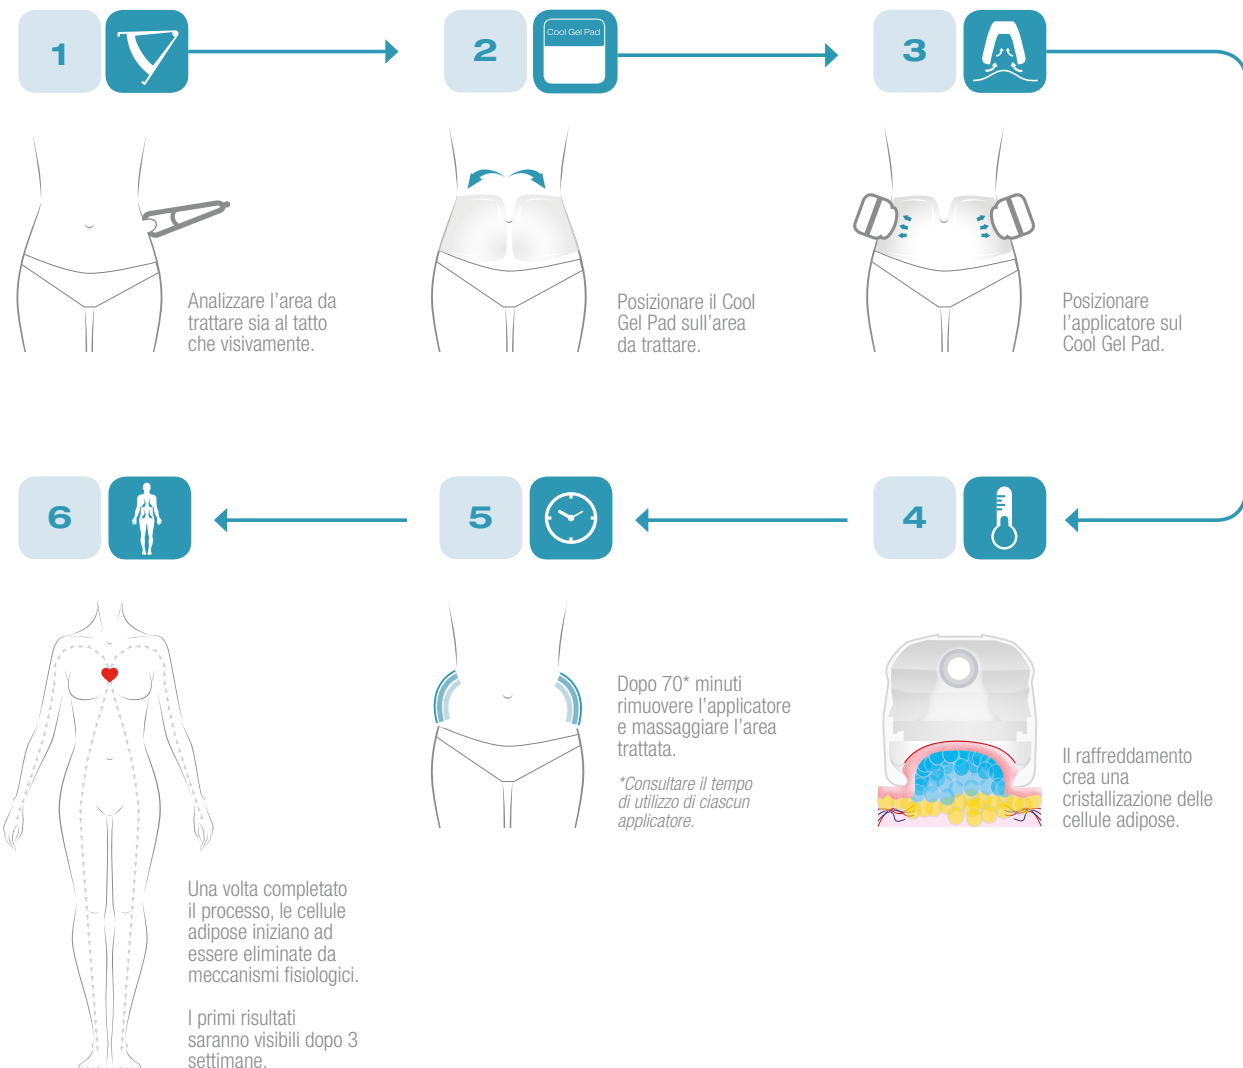 1
2
Cool Gel Pad
3
Analizzare l'area da
trattare sia al tatto
che visivamente.
Posizionare il Cool
Gel Pad sull'area
da trattare.
Posizionare
l'applicatore sul
Cool Gel Pad.
4
Il raffreddamento
crea una
cristallizazione delle
cellule adipose.
5
Dopo 70* minuti
rimuovere l'applicatore
e massaggiare l'area
trattata.
*Consultare il tempo
di utilizzo di ciascun
applicatore.
6
Una volta completato
il processo, le cellule
adipose iniziano ad
essere eliminate da
meccanismi fisiologici.
I primi risultati
saranno visibili dopo 3
settimane.